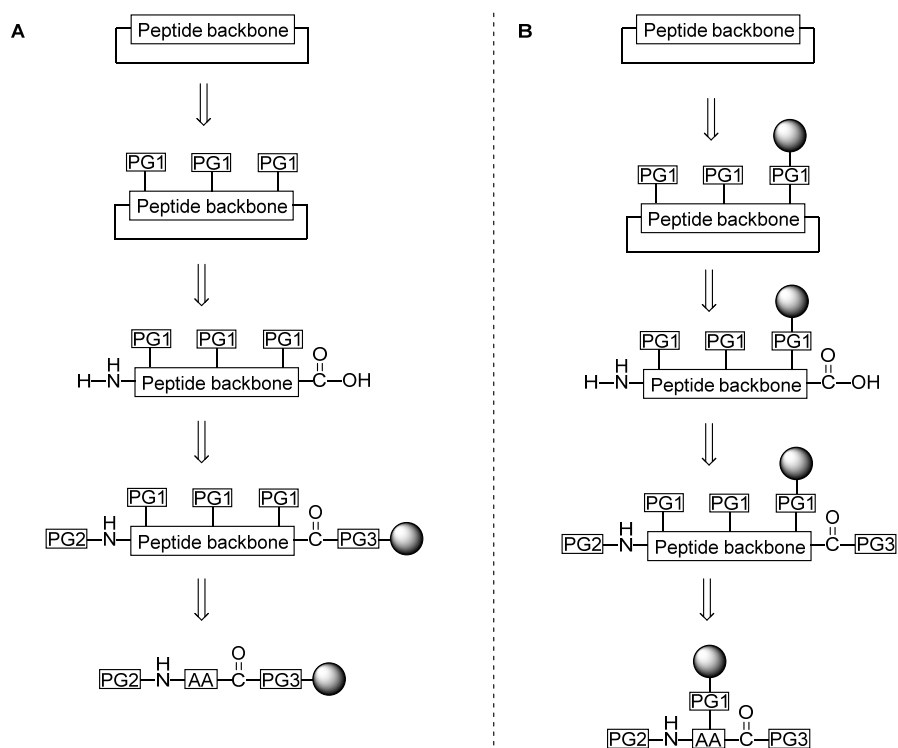 A
Peptide backbone
PG1 PG1 PG1
Peptide backbone
PG1 PG1 PG1
H O
H–N Peptide backbone C–OH
PG1 PG1 PG1
H O
PG2–N Peptide backbone C–PG3
H O
PG2–N–AA–C–PG3
B
Peptide backbone
PG1 PG1 PG1
Peptide backbone
PG1 PG1 PG1
H O
H–N Peptide backbone C–OH
PG1 PG1 PG1
H O
PG2–N Peptide backbone C–PG3
PG1
H O
PG2–N–AA–C–PG3